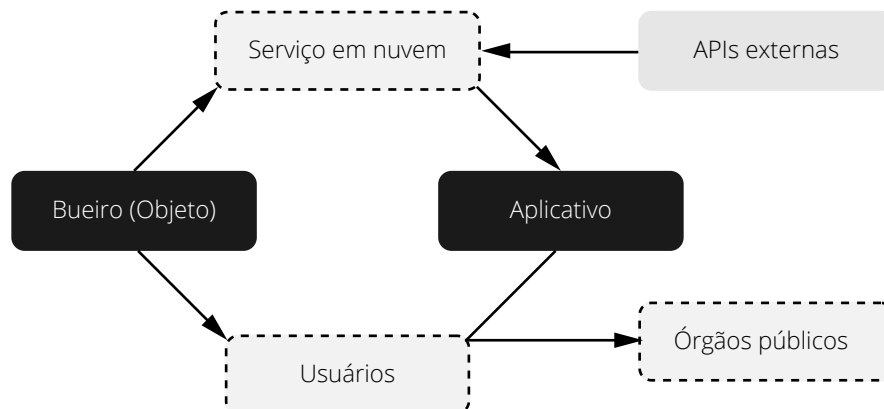 Serviço em nuvem
APIs externas
Bueiro (Objeto)
Aplicativo
Órgãos públicos
Usuários